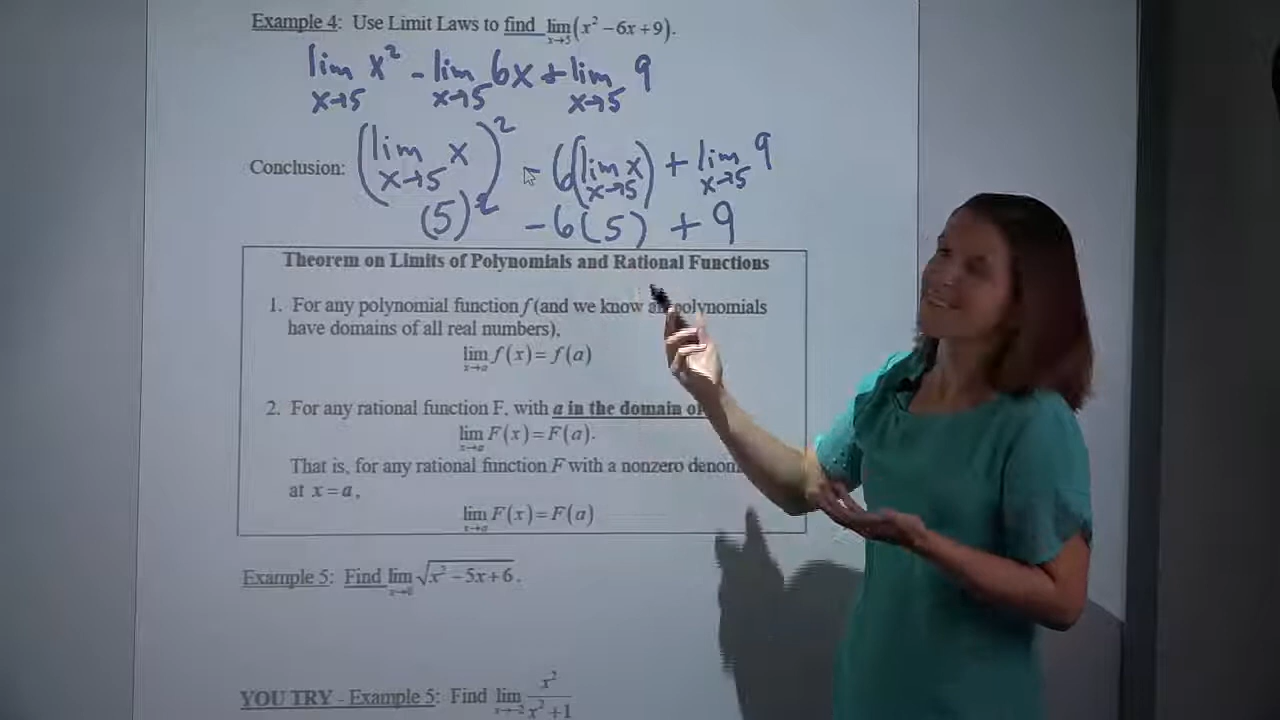 Example 4: Use Limit Laws to find lim x→5 (x² − 6x + 9).
lim x→5 x² - lim x→5 6x + lim x→5 9
Conclusion: (lim x→5 x)² - 6(lim x→5 x) + lim x→5 9
(5)² - 6(5) + 9
Theorem on Limits of Polynomials and Rational Functions
1. For any polynomial function f (and we know polynomials
have domains of all real numbers),
lim x→a f(x) = f(a)
2. For any rational function F, with a in the domain
lim x→a F(x) = F(a).
That is, for any rational function F with a nonzero
at x = a,
lim x→a F(x) = F(a)
Example 5: Find lim √x² − 5x + 6.
YOU TRY - Example 5: Find lim x→−2 x²/x² + 1